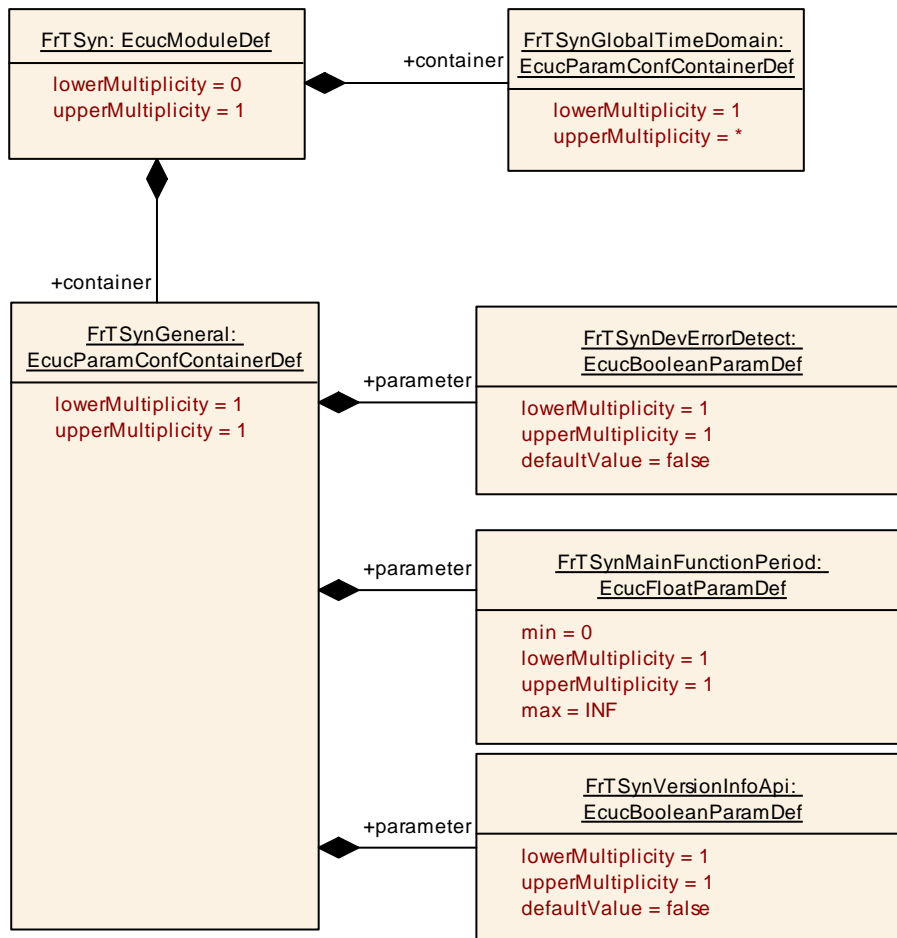 FrTSyn: EcucModuleDef
lowerMultiplicity = 0
upperMultiplicity = 1
+container
FrTSynGlobalTimeDomain:
EcucParamConfContainerDef
lowerMultiplicity = 1
upperMultiplicity = *
+container
FrTSynGeneral:
EcucParamConfContainerDef
lowerMultiplicity = 1
upperMultiplicity = 1
+parameter
FrTSynDevErrorDetect:
EcucBooleanParamDef
lowerMultiplicity = 1
upperMultiplicity = 1
defaultValue = false
+parameter
FrTSynMainFunctionPeriod:
EcucFloatParamDef
min = 0
lowerMultiplicity = 1
upperMultiplicity = 1
max = INF
+parameter
FrTSynVersionInfoApi:
EcucBooleanParamDef
lowerMultiplicity = 1
upperMultiplicity = 1
defaultValue = false